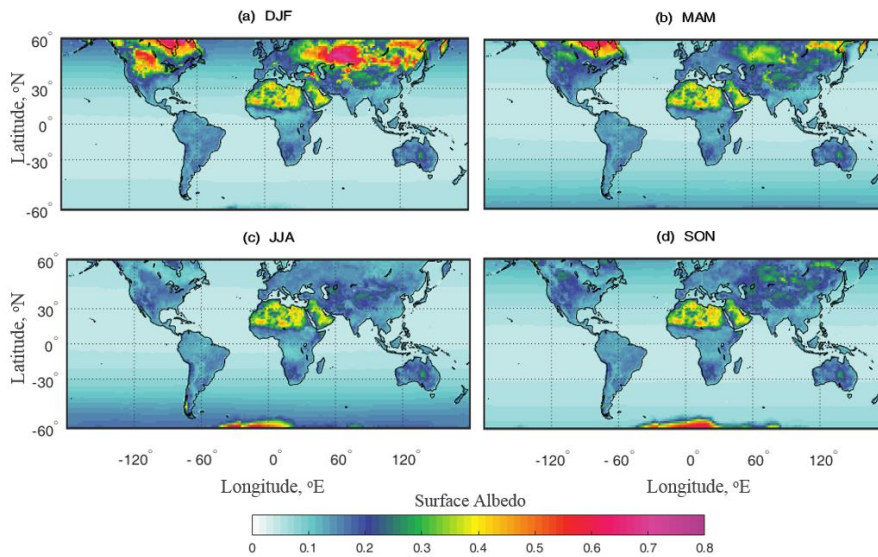 (a) DJF
(b) MAM
60°
30°
0°
-30°
-60°
Latitude, °N
(c) JJA
(d) SON
60°
30°
0°
-30°
-60°
Latitude, °N
-120° -60° 0° 60° 120°
-120° -60° 0° 60° 120°
Longitude, °E
Longitude, °E
Surface Albedo
0 0.1 0.2 0.3 0.4 0.5 0.6 0.7 0.8